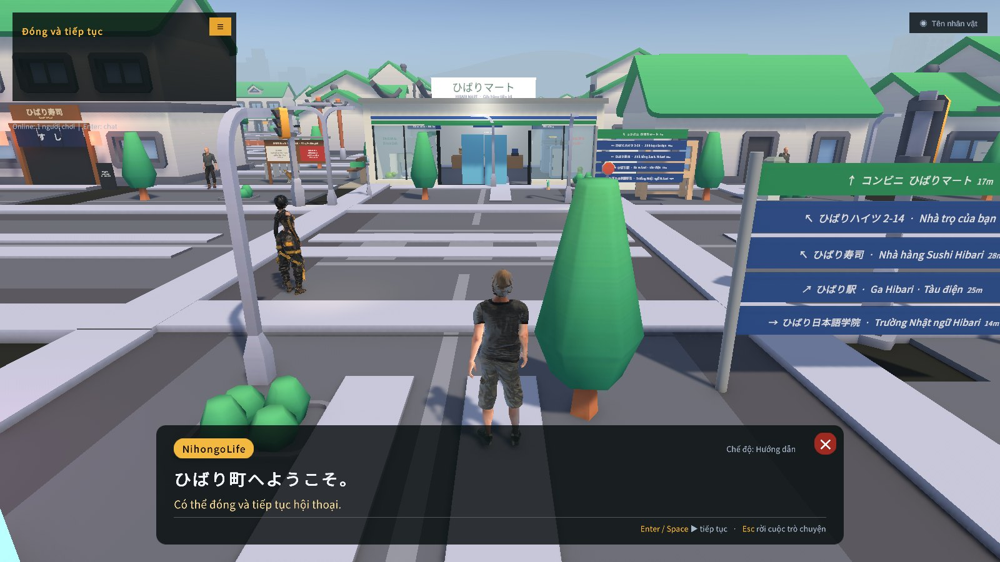 Đóng và tiếp tục
☰
◉ Tên nhân vật
ひばりマート
HIBARI MART
ひばり寿司
Online: 1 người chơi | Enter: chat
すし
↑ コンビニ ひばりマート 17m
↖ ひばりハイツ 2-14 · Nhà trọ của bạn
↖ ひばり寿司 · Nhà hàng Sushi Hibari 28m
↗ ひばり駅 · Ga Hibari · Tàu điện 25m
→ ひばり日本語学院 · Trường Nhật ngữ Hibari 14m
NihongoLife
Chế độ: Hướng dẫn
ひばり町へようこそ。
Có thể đóng và tiếp tục hội thoại.
Enter / Space ▶ tiếp tục · Esc rời cuộc trò chuyện